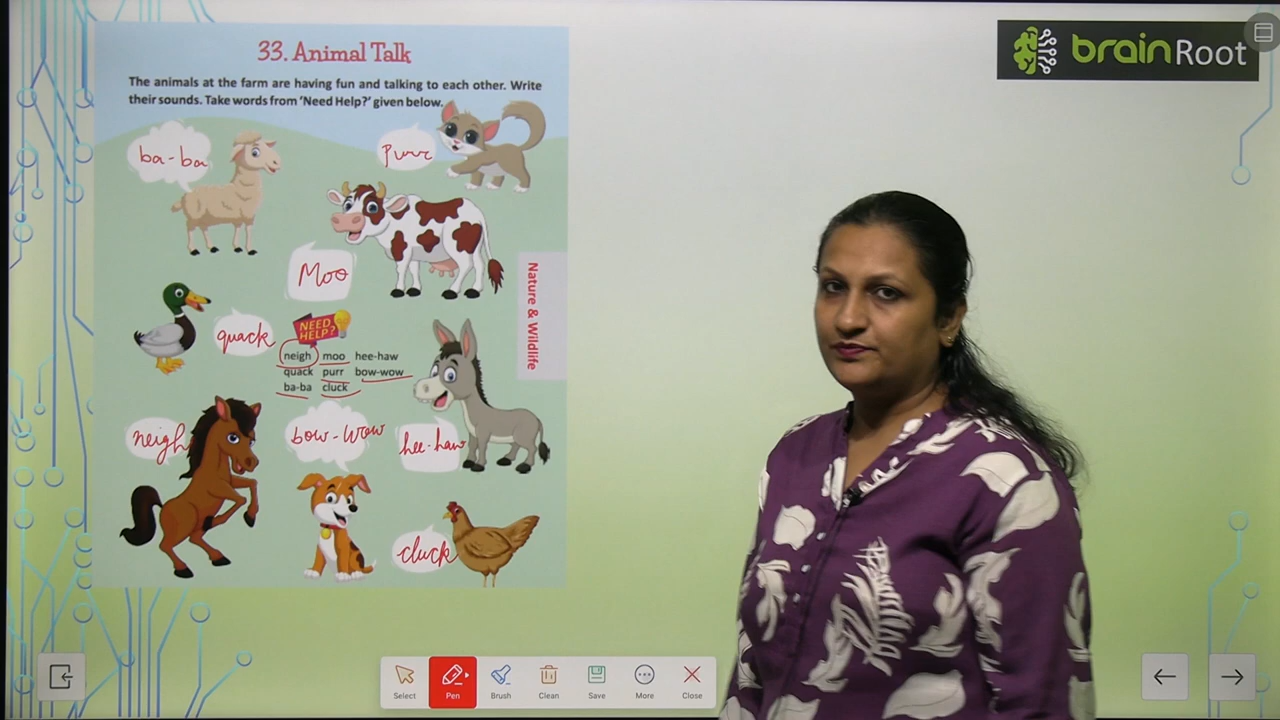 33. Animal Talk
The animals at the farm are having fun and talking to each other. Write
their sounds. Take words from 'Need Help?' given below.
brainRoot
ba-ba
Purr
Moo
quack
NEED HELP?
neigh moo hee-haw
quack purr bow-wow
ba-ba cluck
Nature & Wildlife
neigh
bow-wow
hee-haw
cluck
Select
Pen
Brush
Clean
Save
More
Close